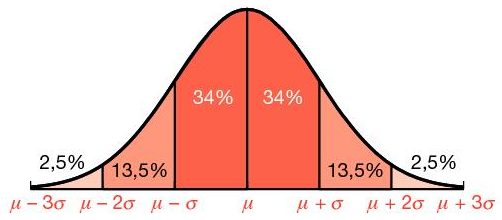 34% 34%
2,5% 13,5% 13,5% 2,5%
μ − 3σ μ − 2σ μ − σ μ μ + σ μ + 2σ μ + 3σ